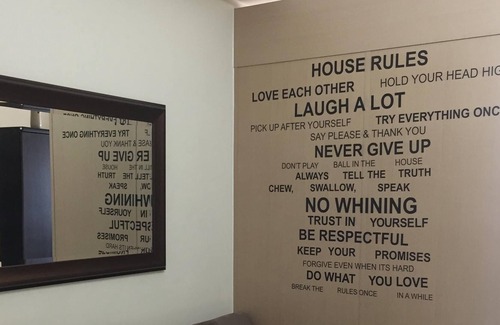 HOUSE RULES
LOVE EACH OTHER HOLD YOUR HEAD
LAUGH A LOT
PICK UP AFTER YOURSELF TRY EVERYTHING ONC
SAY PLEASE & THANK YOU
NEVER GIVE UP
DON'T PLAY BALL IN THE HOUSE
ALWAYS TELL THE TRUTH
CHEW, SWALLOW, SPEAK
NO WHINING
TRUST IN YOURSELF
BE RESPECTFUL
KEEP YOUR PROMISES
FORGIVE EVEN WHEN ITS HARD
DO WHAT YOU LOVE
BREAK THE RULES ONCE IN A WHILE